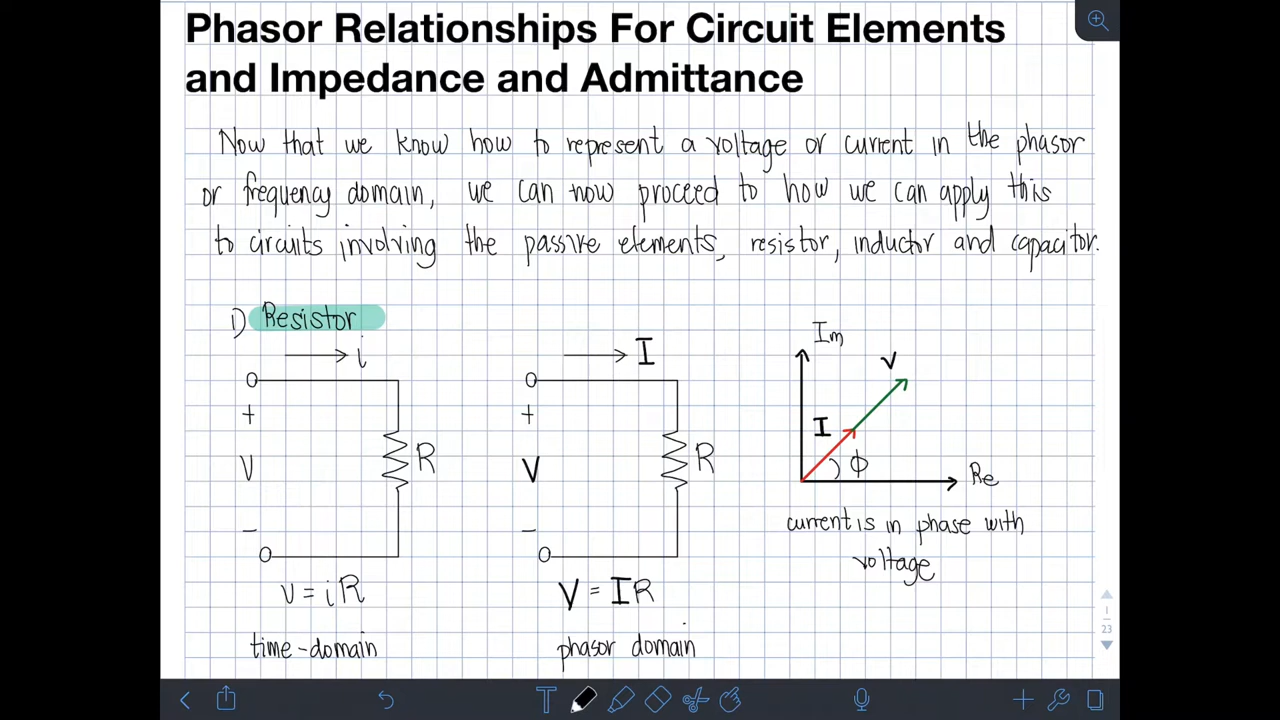 Phasor Relationships For Circuit Elements
and Impedance and Admittance
Now that we know how to represent a voltage or current in the phasor
or frequency domain, we can now proceed to how we can apply this
to circuits involving the passive elements, resistor, inductor and capacitor.
1) Resistor
i
+
V
-
R
v = iR
time-domain
I
+
V
-
R
V = IR
phasor domain
Im
V
I
φ
Re
current is in phase with
voltage
1
23
T